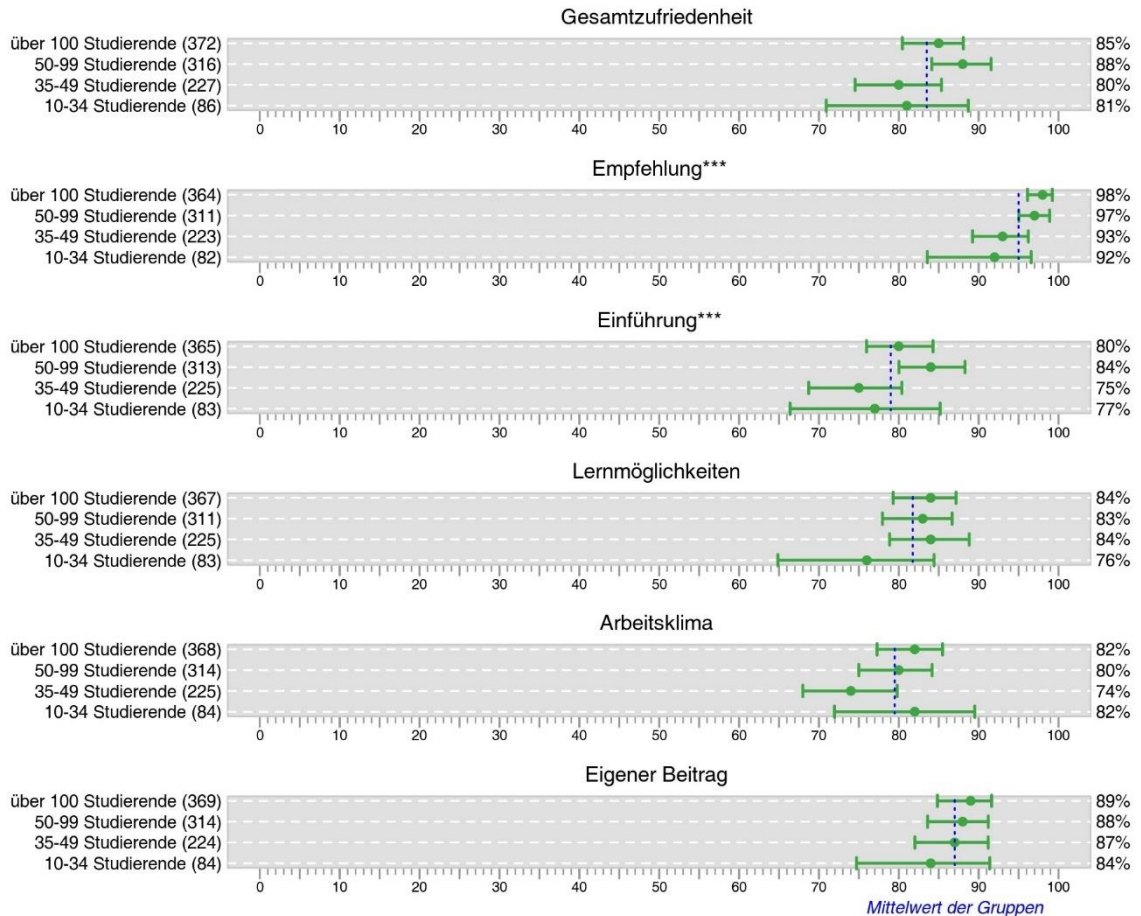 Gesamtzufriedenheit
über 100 Studierende (372) 85%
50-99 Studierende (316) 88%
35-49 Studierende (227) 80%
10-34 Studierende (86) 81%
0 10 20 30 40 50 60 70 80 90 100
Empfehlung***
über 100 Studierende (364) 98%
50-99 Studierende (311) 97%
35-49 Studierende (223) 93%
10-34 Studierende (82) 92%
0 10 20 30 40 50 60 70 80 90 100
Einführung***
über 100 Studierende (365) 80%
50-99 Studierende (313) 84%
35-49 Studierende (225) 75%
10-34 Studierende (83) 77%
0 10 20 30 40 50 60 70 80 90 100
Lernmöglichkeiten
über 100 Studierende (367) 84%
50-99 Studierende (311) 83%
35-49 Studierende (225) 84%
10-34 Studierende (83) 76%
0 10 20 30 40 50 60 70 80 90 100
Arbeitsklima
über 100 Studierende (368) 82%
50-99 Studierende (314) 80%
35-49 Studierende (225) 74%
10-34 Studierende (84) 82%
0 10 20 30 40 50 60 70 80 90 100
Eigener Beitrag
über 100 Studierende (369) 89%
50-99 Studierende (314) 88%
35-49 Studierende (224) 87%
10-34 Studierende (84) 84%
0 10 20 30 40 50 60 70 80 90 100
Mittelwert der Gruppen